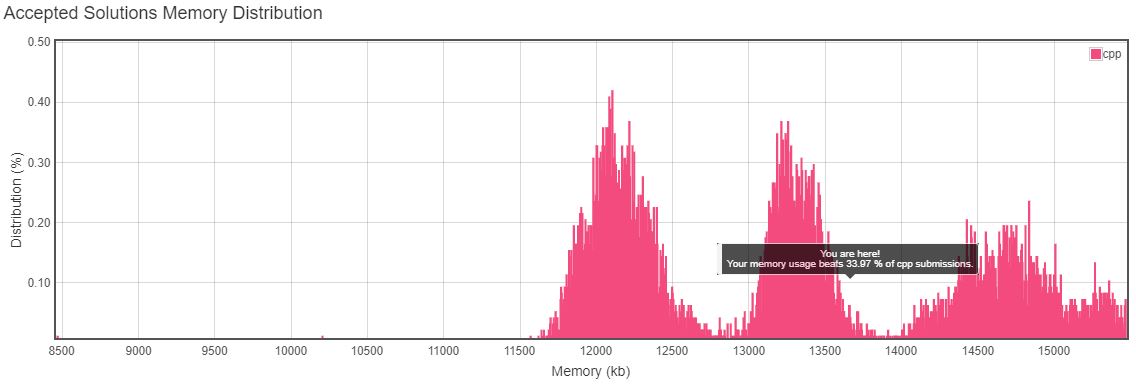 Accepted Solutions Memory Distribution
0.50
cpp
0.40
0.30
0.20
0.10
Distribution (%)
You are here!
Your memory usage beats 33.97 % of cpp submissions.
8500 9000 9500 10000 10500 11000 11500 12000 12500 13000 13500 14000 14500 15000
Memory (kb)